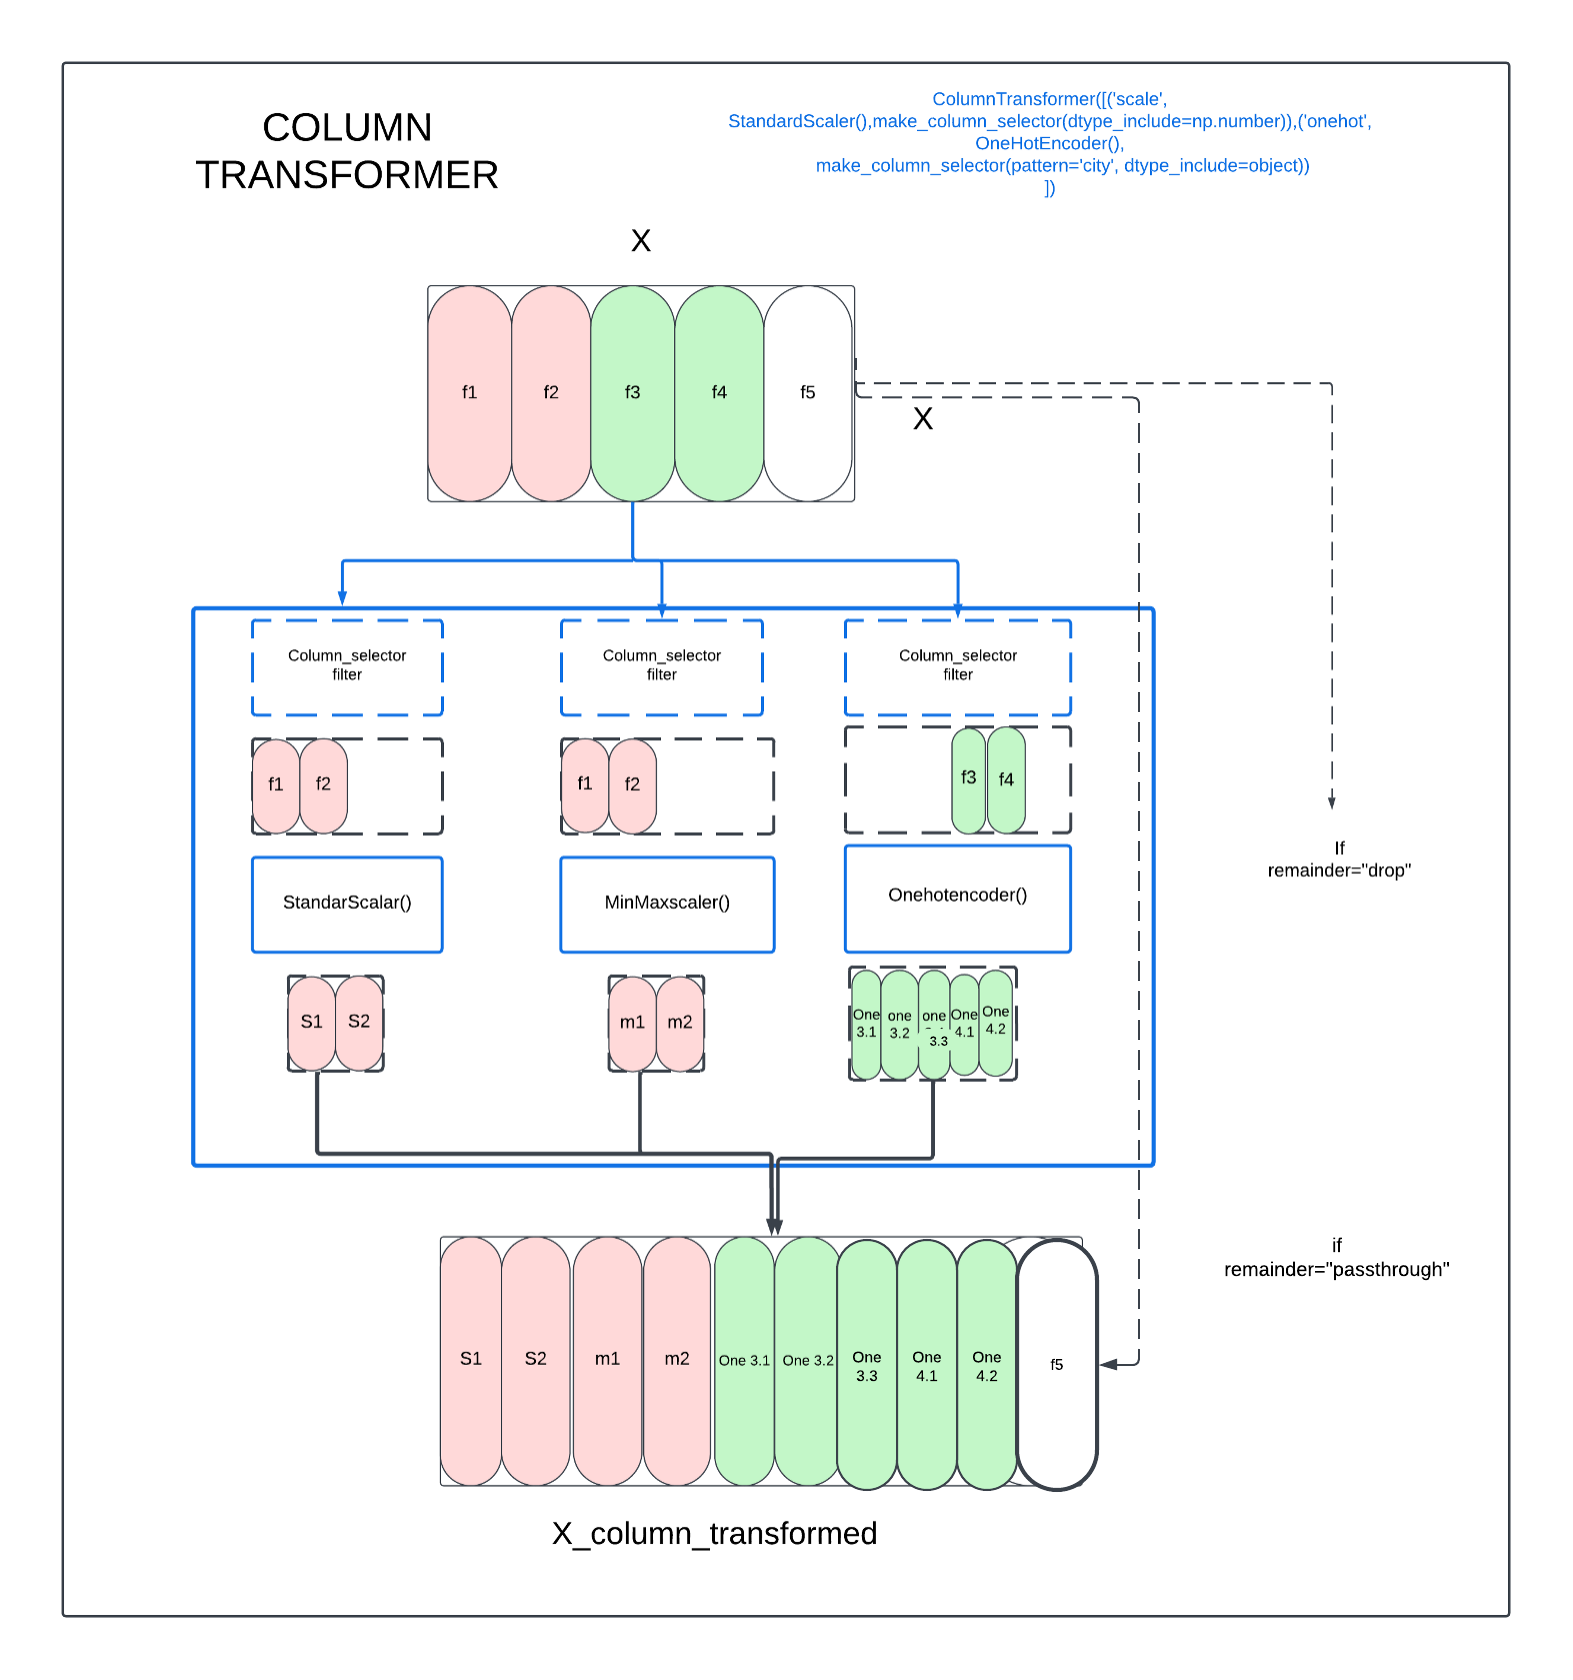 COLUMN
TRANSFORMER
ColumnTransformer([('scale',
StandardScaler(),make_column_selector(dtype_include=np.number)),('onehot',
OneHotEncoder(),
make_column_selector(pattern='city', dtype_include=object))
])
X
f1 f2 f3 f4 f5
X
Column_selector
filter
Column_selector
filter
Column_selector
filter
f1 f2
f1 f2
f3 f4
If
remainder="drop"
StandarScalar()
MinMaxscaler()
Onehotencoder()
S1 S2
m1 m2
One
3.1
one
3.2
one
3.3
One
4.1
One
4.2
if
remainder="passthrough"
S1 S2 m1 m2 One 3.1 One 3.2
One
3.3
One
4.1
One
4.2
f5
X_column_transformed